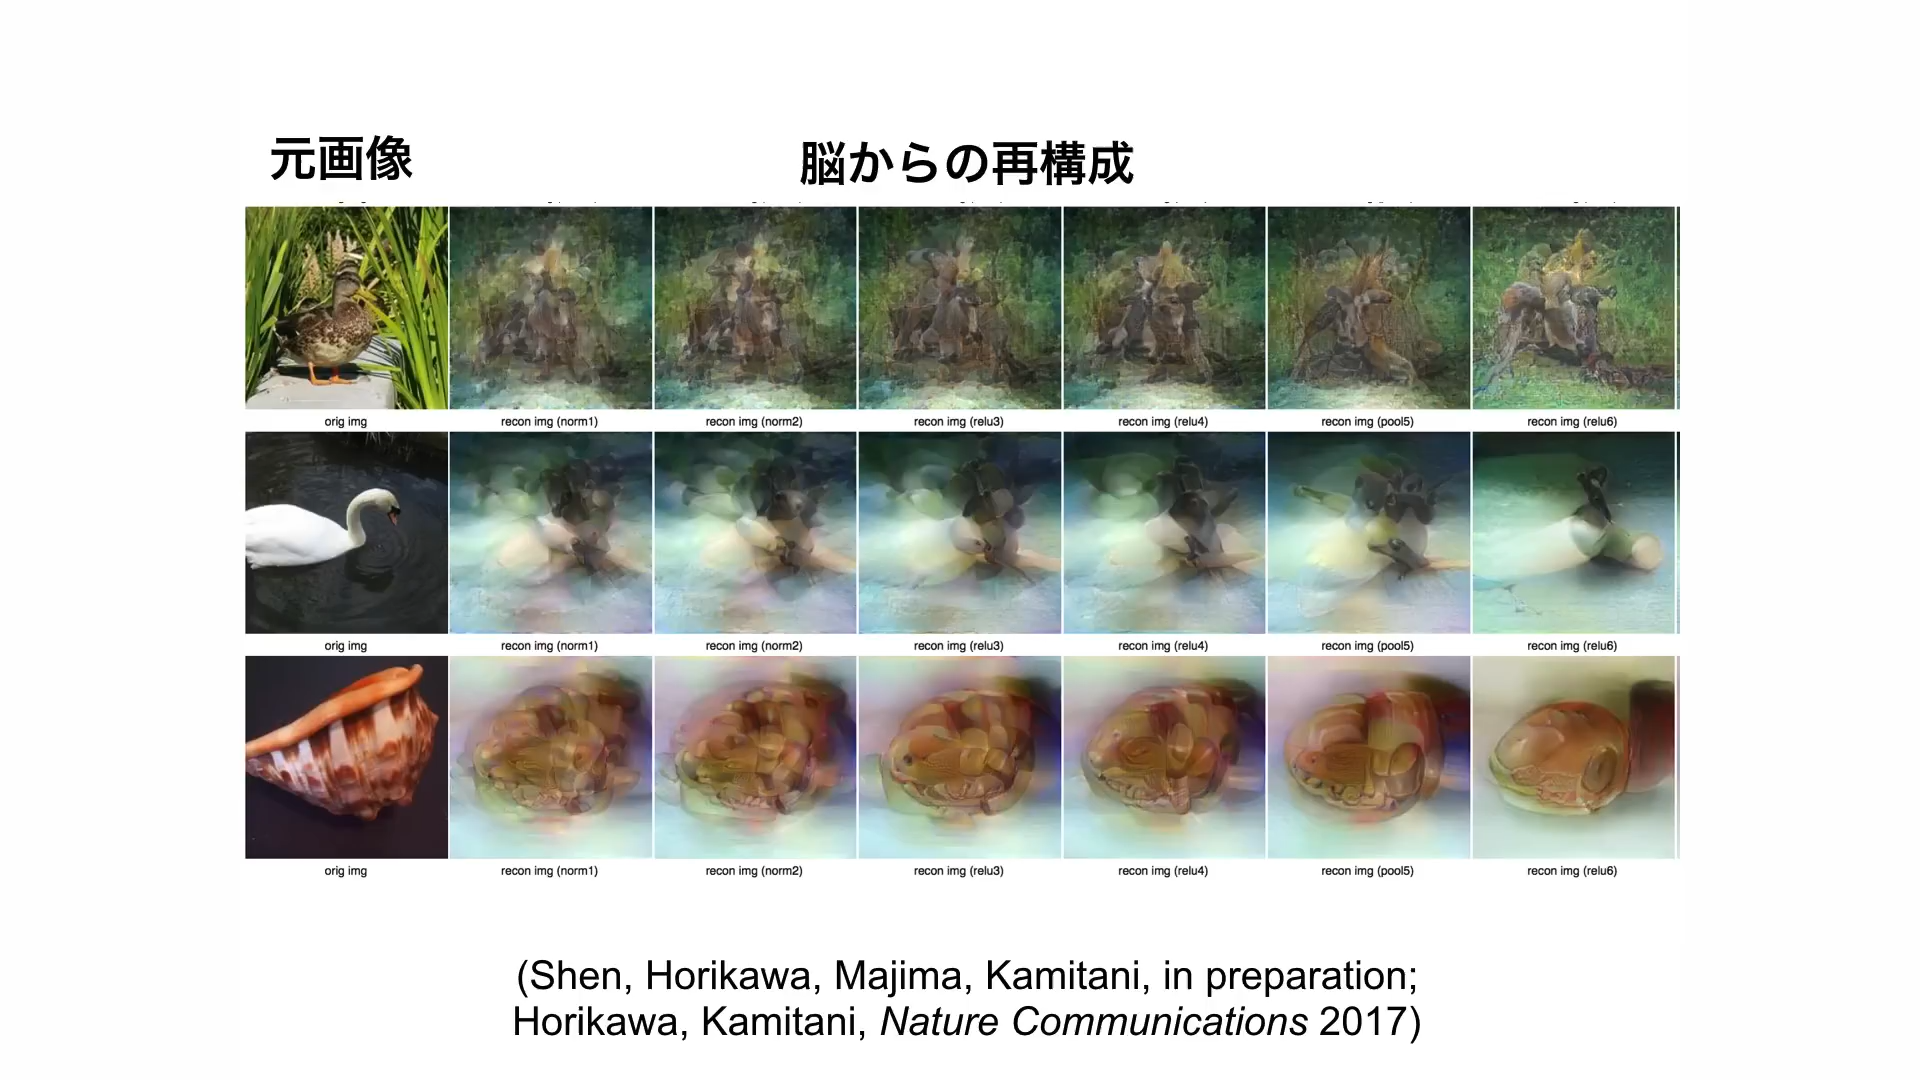 元画像
脳からの再構成
orig img recon img (norm1) recon img (norm2) recon img (relu3) recon img (relu4) recon img (pool5) recon img (relu6)
orig img recon img (norm1) recon img (norm2) recon img (relu3) recon img (relu4) recon img (pool5) recon img (relu6)
orig img recon img (norm1) recon img (norm2) recon img (relu3) recon img (relu4) recon img (pool5) recon img (relu6)
(Shen, Horikawa, Majima, Kamitani, in preparation;
Horikawa, Kamitani, Nature Communications 2017)